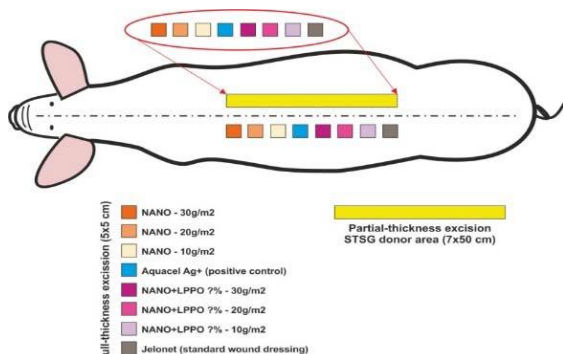 NANO - 30g/m2
NANO - 20g/m2
NANO - 10g/m2
Aquacel Ag+ (positive control)
NANO+LPPO ?% - 30g/m2
NANO+LPPO ?% - 20g/m2
NANO+LPPO ?% - 10g/m2
Jelonet (standard wound dressing)
ull-thickness excission (5x5 cm)
Partial-thickness excision
STSG donor area (7x50 cm)